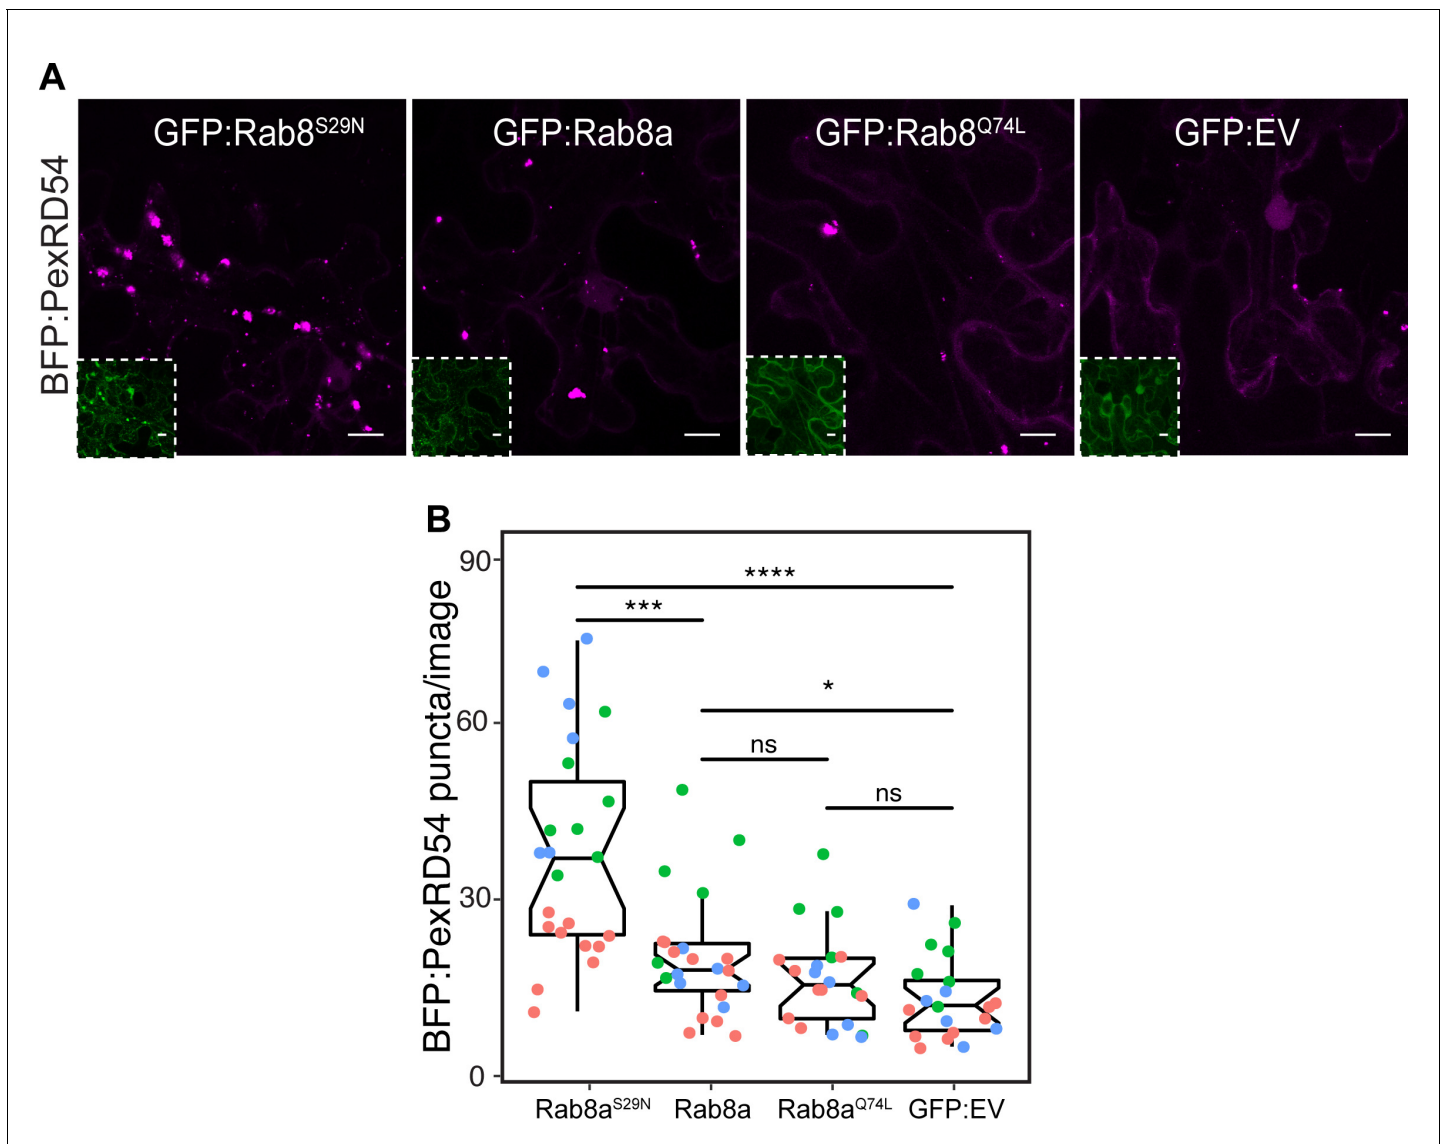 A
GFP:Rab8S29N GFP:Rab8a GFP:Rab8Q74L GFP:EV
BFP:PexRD54
B
BFP:PexRD54 puncta/image
90
60
30
0
****
***
*
ns
ns
Rab8aS29N Rab8a Rab8aQ74L GFP:EV